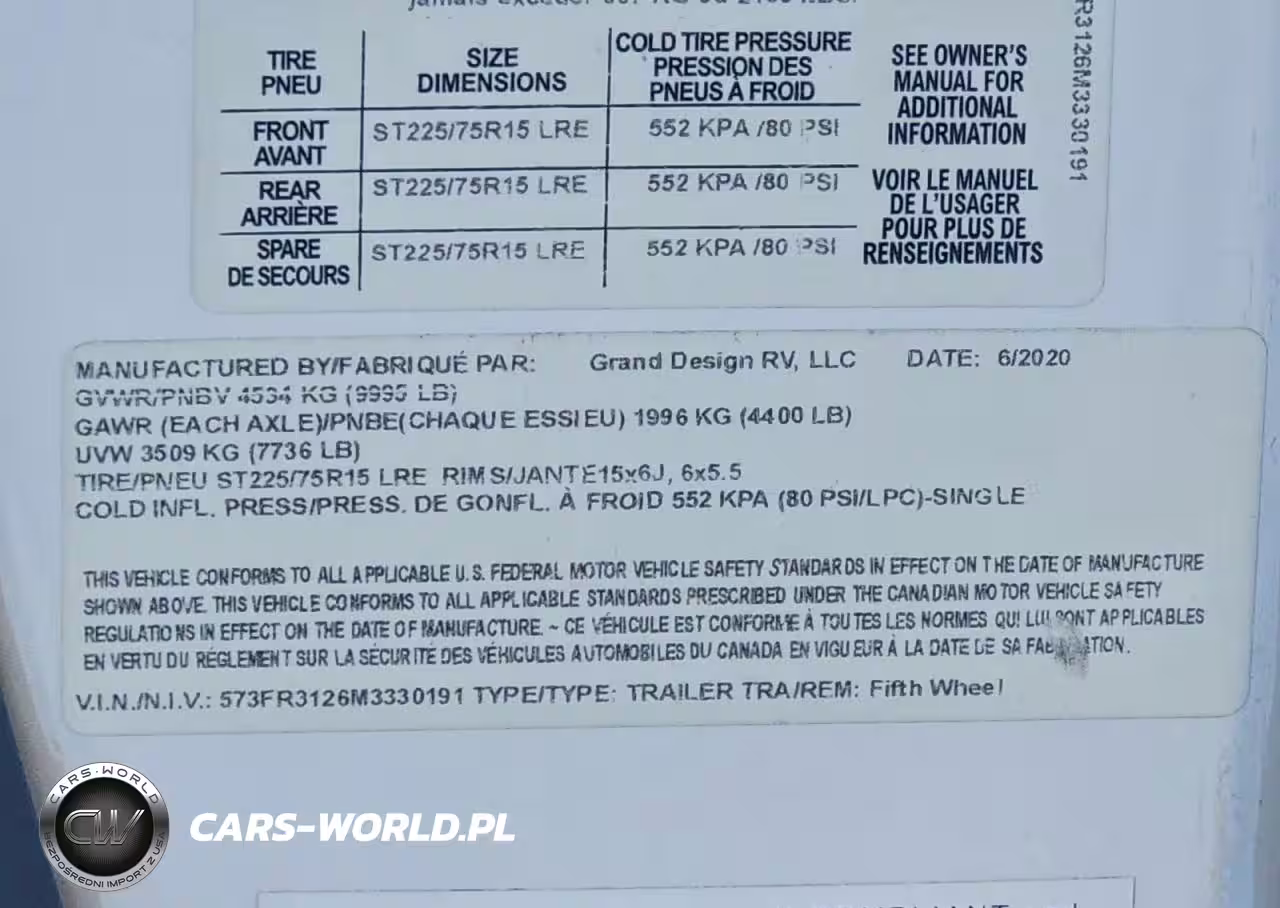 TIRE
PNEU
SIZE
DIMENSIONS
COLD TIRE PRESSURE
PRESSION DES
PNEUS À FROID
FRONT
AVANT
ST225/75R15 LRE
552 KPA /80 PSI
REAR
ARRIÈRE
ST225/75R15 LRE
552 KPA /80 PSI
SPARE
DE SECOURS
ST225/75R15 LRE
552 KPA /80 PSI
SEE OWNER'S
MANUAL FOR
ADDITIONAL
INFORMATION
VOIR LE MANUEL
DE L'USAGER
POUR PLUS DE
RENSEIGNEMENTS
R3126M3330191
MANUFACTURED BY/FABRIQUÉ PAR: Grand Design RV, LLC DATE: 6/2020
GVWR/PNBV 4534 KG (9995 LB)
GAWR (EACH AXLE)/PNBE(CHAQUE ESSIEU) 1996 KG (4400 LB)
UVW 3509 KG (7736 LB)
TIRE/PNEU ST225/75R15 LRE RIMS/JANTE15x6J, 6x5.5
COLD INFL. PRESS/PRESS. DE GONFL. À FROID 552 KPA (80 PSI/LPC)-SINGLE
THIS VEHICLE CONFORMS TO ALL APPLICABLE U.S. FEDERAL MOTOR VEHICLE SAFETY STANDARDS IN EFFECT ON THE DATE OF MANUFACTURE
SHOWN ABOVE. THIS VEHICLE CONFORMS TO ALL APPLICABLE STANDARDS PRESCRIBED UNDER THE CANADIAN MOTOR VEHICLE SAFETY
REGULATIONS IN EFFECT ON THE DATE OF MANUFACTURE. ~ CE VÉHICULE EST CONFORME À TOUTES LES NORMES QUI LUI SONT APPLICABLES
EN VERTU DU RÉGLEMENT SUR LA SÉCURITÉ DES VÉHICULES AUTOMOBILES DU CANADA EN VIGUEUR À LA DATE DE SA FABRICATION.
V.I.N./N.I.V.: 573FR3126M3330191 TYPE/TYPE: TRAILER TRA/REM: Fifth Wheel
CARS-WORLD
CW
BEZPOŚREDNI IMPORT Z USA
CARS-WORLD.PL